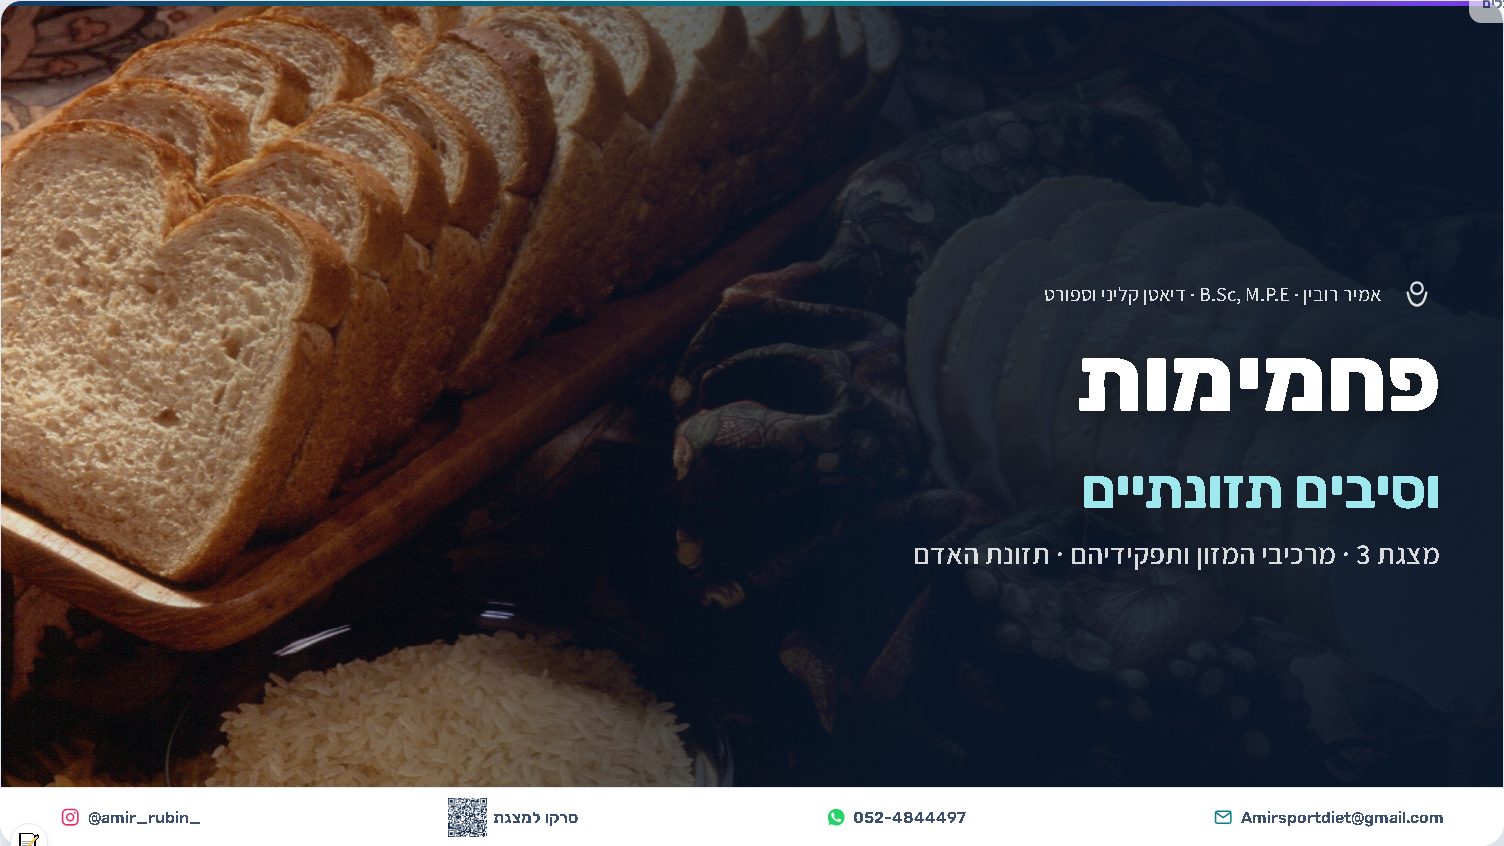 אמיר רובין · B.Sc, M.P.E · דיאטן קליני וספורט
פחמימות
וסיבים תזונתיים
מצגת 3 · מרכיבי המזון ותפקידיהם · תזונת האדם
Amirsportdiet@gmail.com
052-4844497
סרקו למצגת
@amir_rubin_